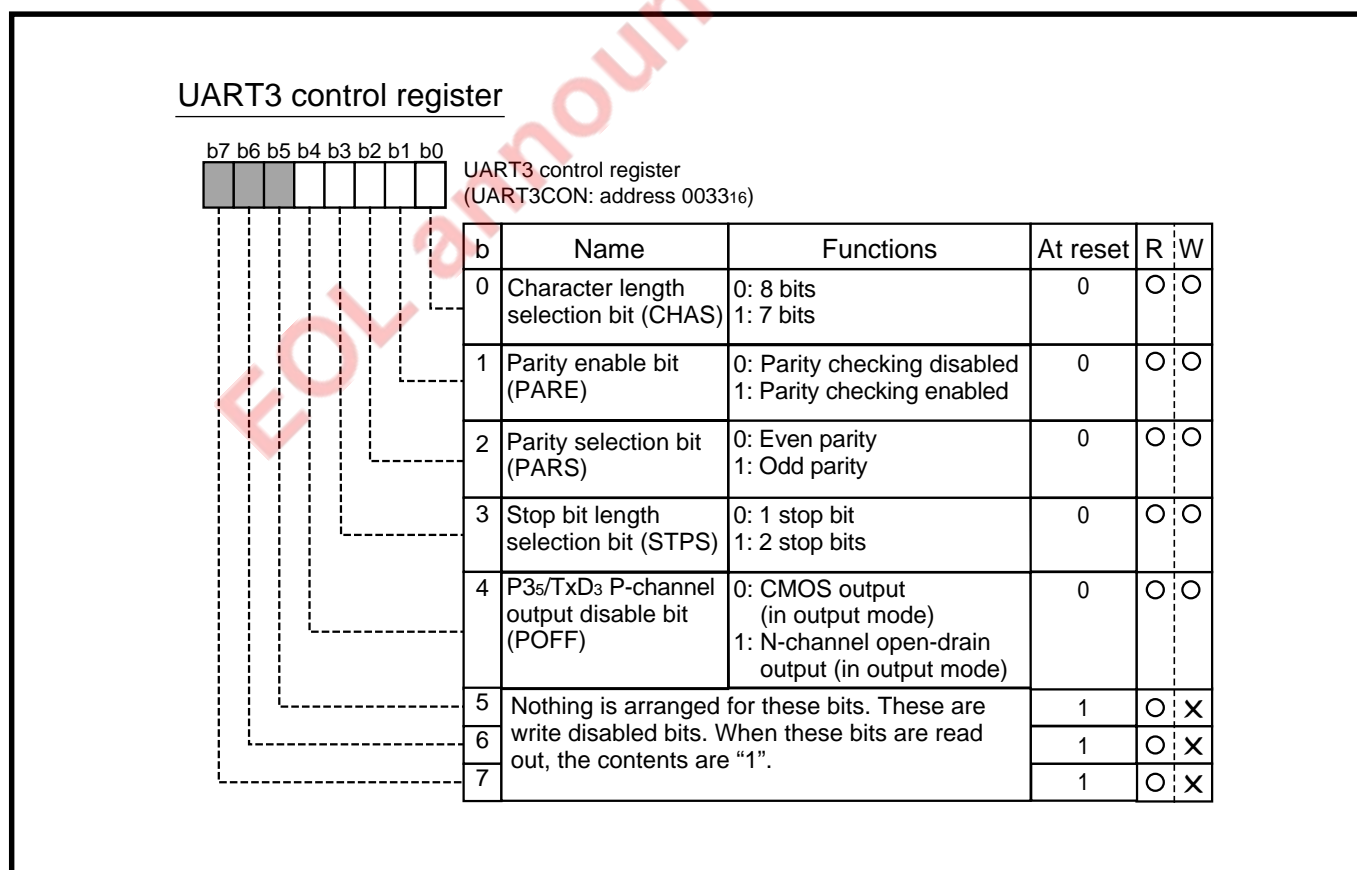 EOL announ
UART3 control register
b7 b6 b5 b4 b3 b2 b1 b0
UART3 control register
(UART3CON: address 003316)
b Name Functions At reset R W
0 Character length selection bit (CHAS) 0: 8 bits 1: 7 bits 0 O O
1 Parity enable bit (PARE) 0: Parity checking disabled 1: Parity checking enabled 0 O O
2 Parity selection bit (PARS) 0: Even parity 1: Odd parity 0 O O
3 Stop bit length selection bit (STPS) 0: 1 stop bit 1: 2 stop bits 0 O O
4 P35/TxD3 P-channel output disable bit (POFF) 0: CMOS output (in output mode) 1: N-channel open-drain output (in output mode) 0 O O
5 Nothing is arranged for these bits. These are write disabled bits. When these bits are read out, the contents are “1”. 1 O X
6 1 O X
7 1 O X